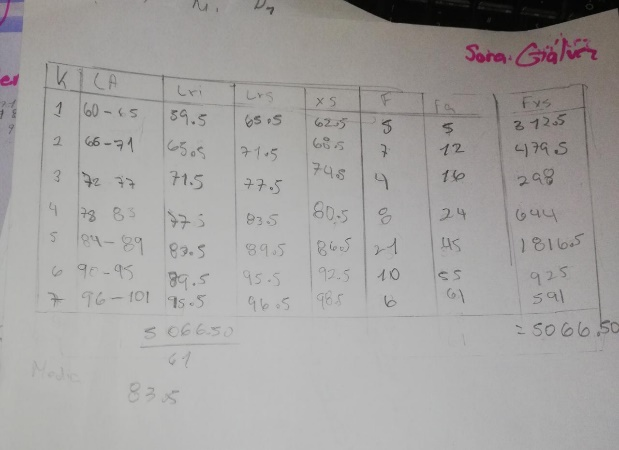 Sara. Gialuz
K LA Lri Lrs xs F Fa Fxs
1 60-65 59.5 65.5 62.5 5 5 312.5
2 66-71 65.5 71.5 68.5 7 12 479.5
3 72 77 71.5 77.5 74.5 4 16 298
4 78 83 77.5 83.5 80.5 8 24 644
5 84-89 83.5 89.5 86.5 21 45 1816.5
6 90-95 89.5 95.5 92.5 10 55 925
7 96-101 95.5 96.5 98.5 6 61 591
506650 =5066.50
61
83.5